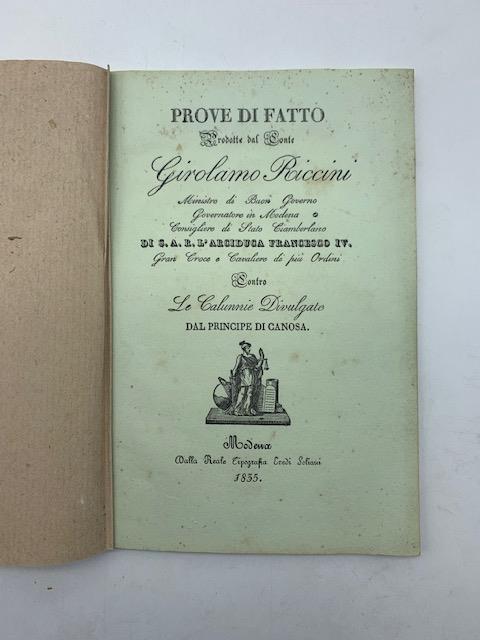 PROVE DI FATTO
Prodotte dal Conte
Girolamo Riccini
Ministro di Buon Governo
Governatore in Modena e
Consigliere di Stato Ciamberlano
DI S. A. R. L'ARCIDUCA FRANCESCO IV.
Gran Croce e Cavaliere di più Ordini
Contro
Le Calunnie Divulgate
DAL PRINCIPE DI CANOSA.
Modena
Dalla Reale Tipografia Eredi Soliani
1835.